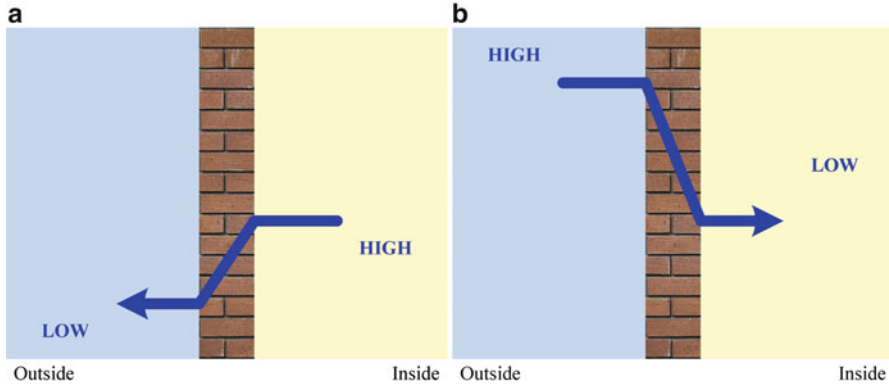 a
HIGH
LOW
Outside
Inside
b
HIGH
LOW
Outside
Inside